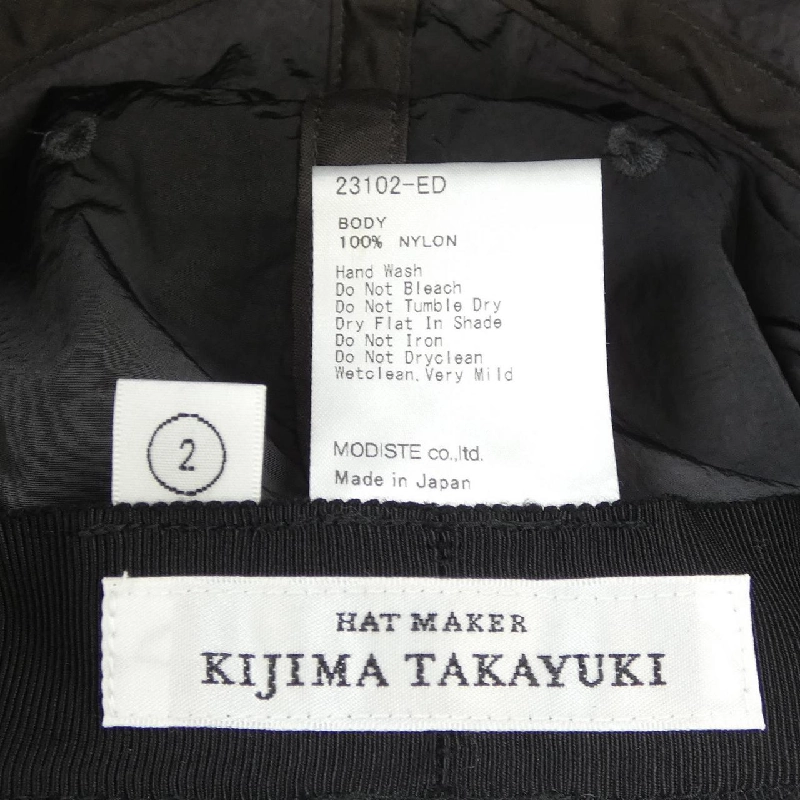 23102-ED
BODY
100% NYLON
Hand Wash
Do Not Bleach
Do Not Tumble Dry
Dry Flat In Shade
Do Not Iron
Do Not Dryclean
Wetclean.Very Mild
MODISTE co.,ltd.
Made in Japan
2
HAT MAKER
KIJIMA TAKAYUKI